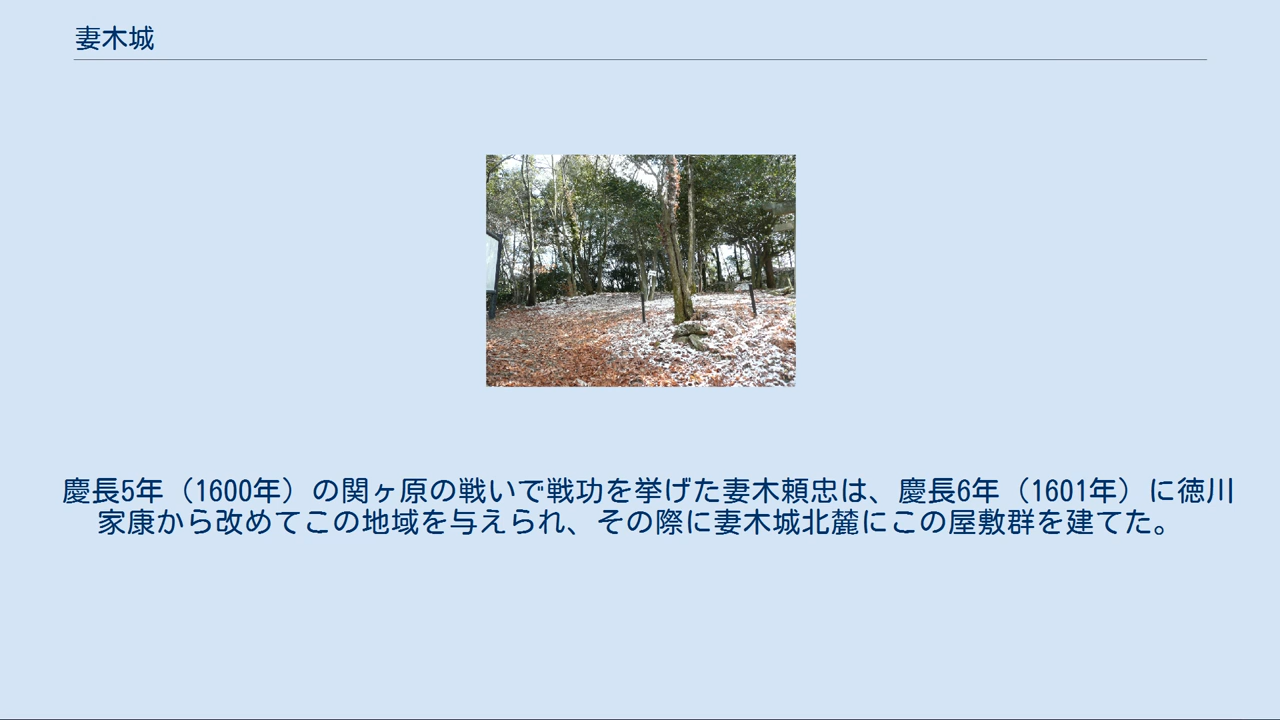 妻木城
慶長5年（1600年）の関ヶ原の戦いで戦功を挙げた妻木頼忠は、慶長6年（1601年）に徳川
家康から改めてこの地域を与えられ、その際に妻木城北麓にこの屋敷群を建てた。